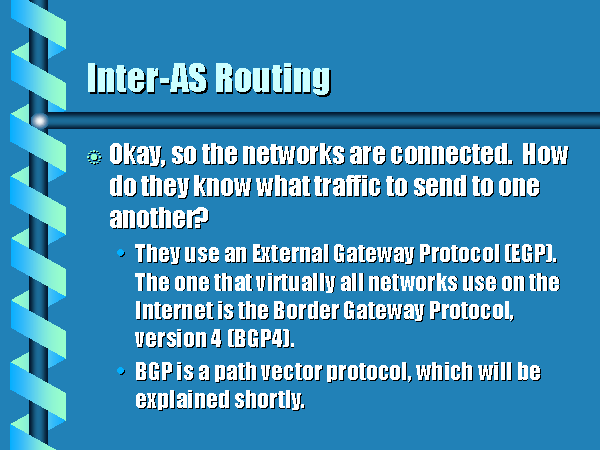 Inter-AS Routing
Okay, so the networks are connected. How
do they know what traffic to send to one
another?
They use an External Gateway Protocol (EGP).
The one that virtually all networks use on the
Internet is the Border Gateway Protocol,
version 4 (BGP4).
BGP is a path vector protocol, which will be
explained shortly.